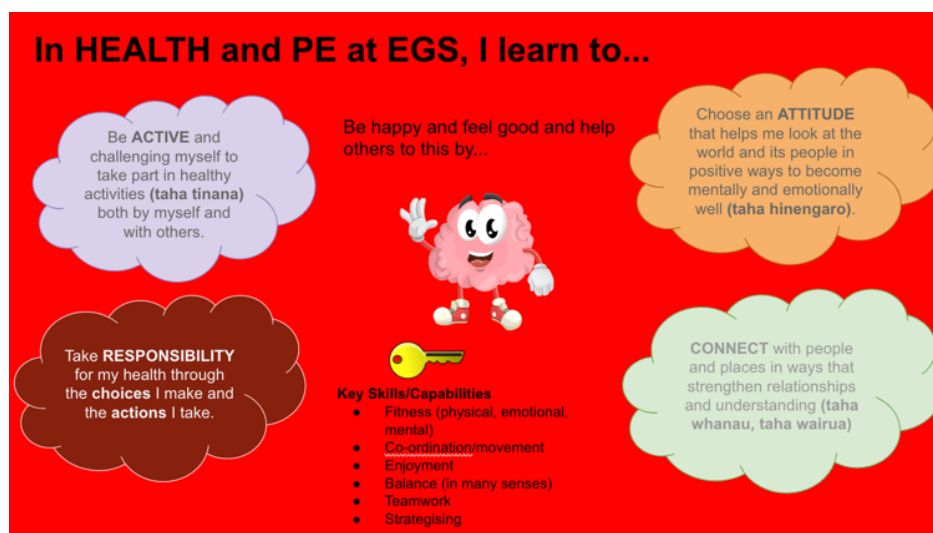 In HEALTH and PE at EGS, I learn to...
Be ACTIVE and
challenging myself to
take part in healthy
activities (taha tinana)
both by myself and
with others.
Be happy and feel good and help
others to this by...
Choose an ATTITUDE
that helps me look at the
world and its people in
positive ways to become
mentally and emotionally
well (taha hinengaro).
Take RESPONSIBILITY
for my health through
the choices I make and
the actions I take.
CONNECT with people
and places in ways that
strengthen relationships
and understanding (taha
whanau, taha wairua)
Key Skills/Capabilities
● Fitness (physical, emotional,
mental)
● Co-ordination/movement
● Enjoyment
● Balance (in many senses)
● Teamwork
● Strategising